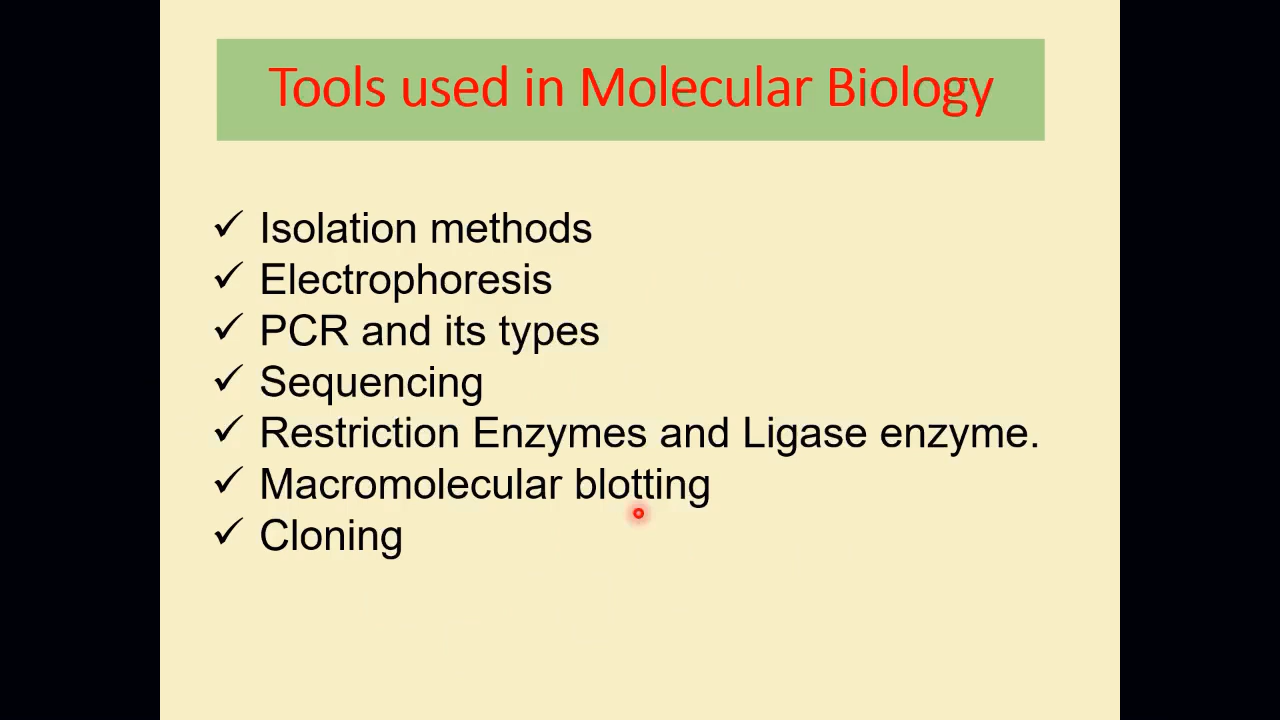 Tools used in Molecular Biology
✓ Isolation methods
✓ Electrophoresis
✓ PCR and its types
✓ Sequencing
✓ Restriction Enzymes and Ligase enzyme.
✓ Macromolecular blotting
✓ Cloning